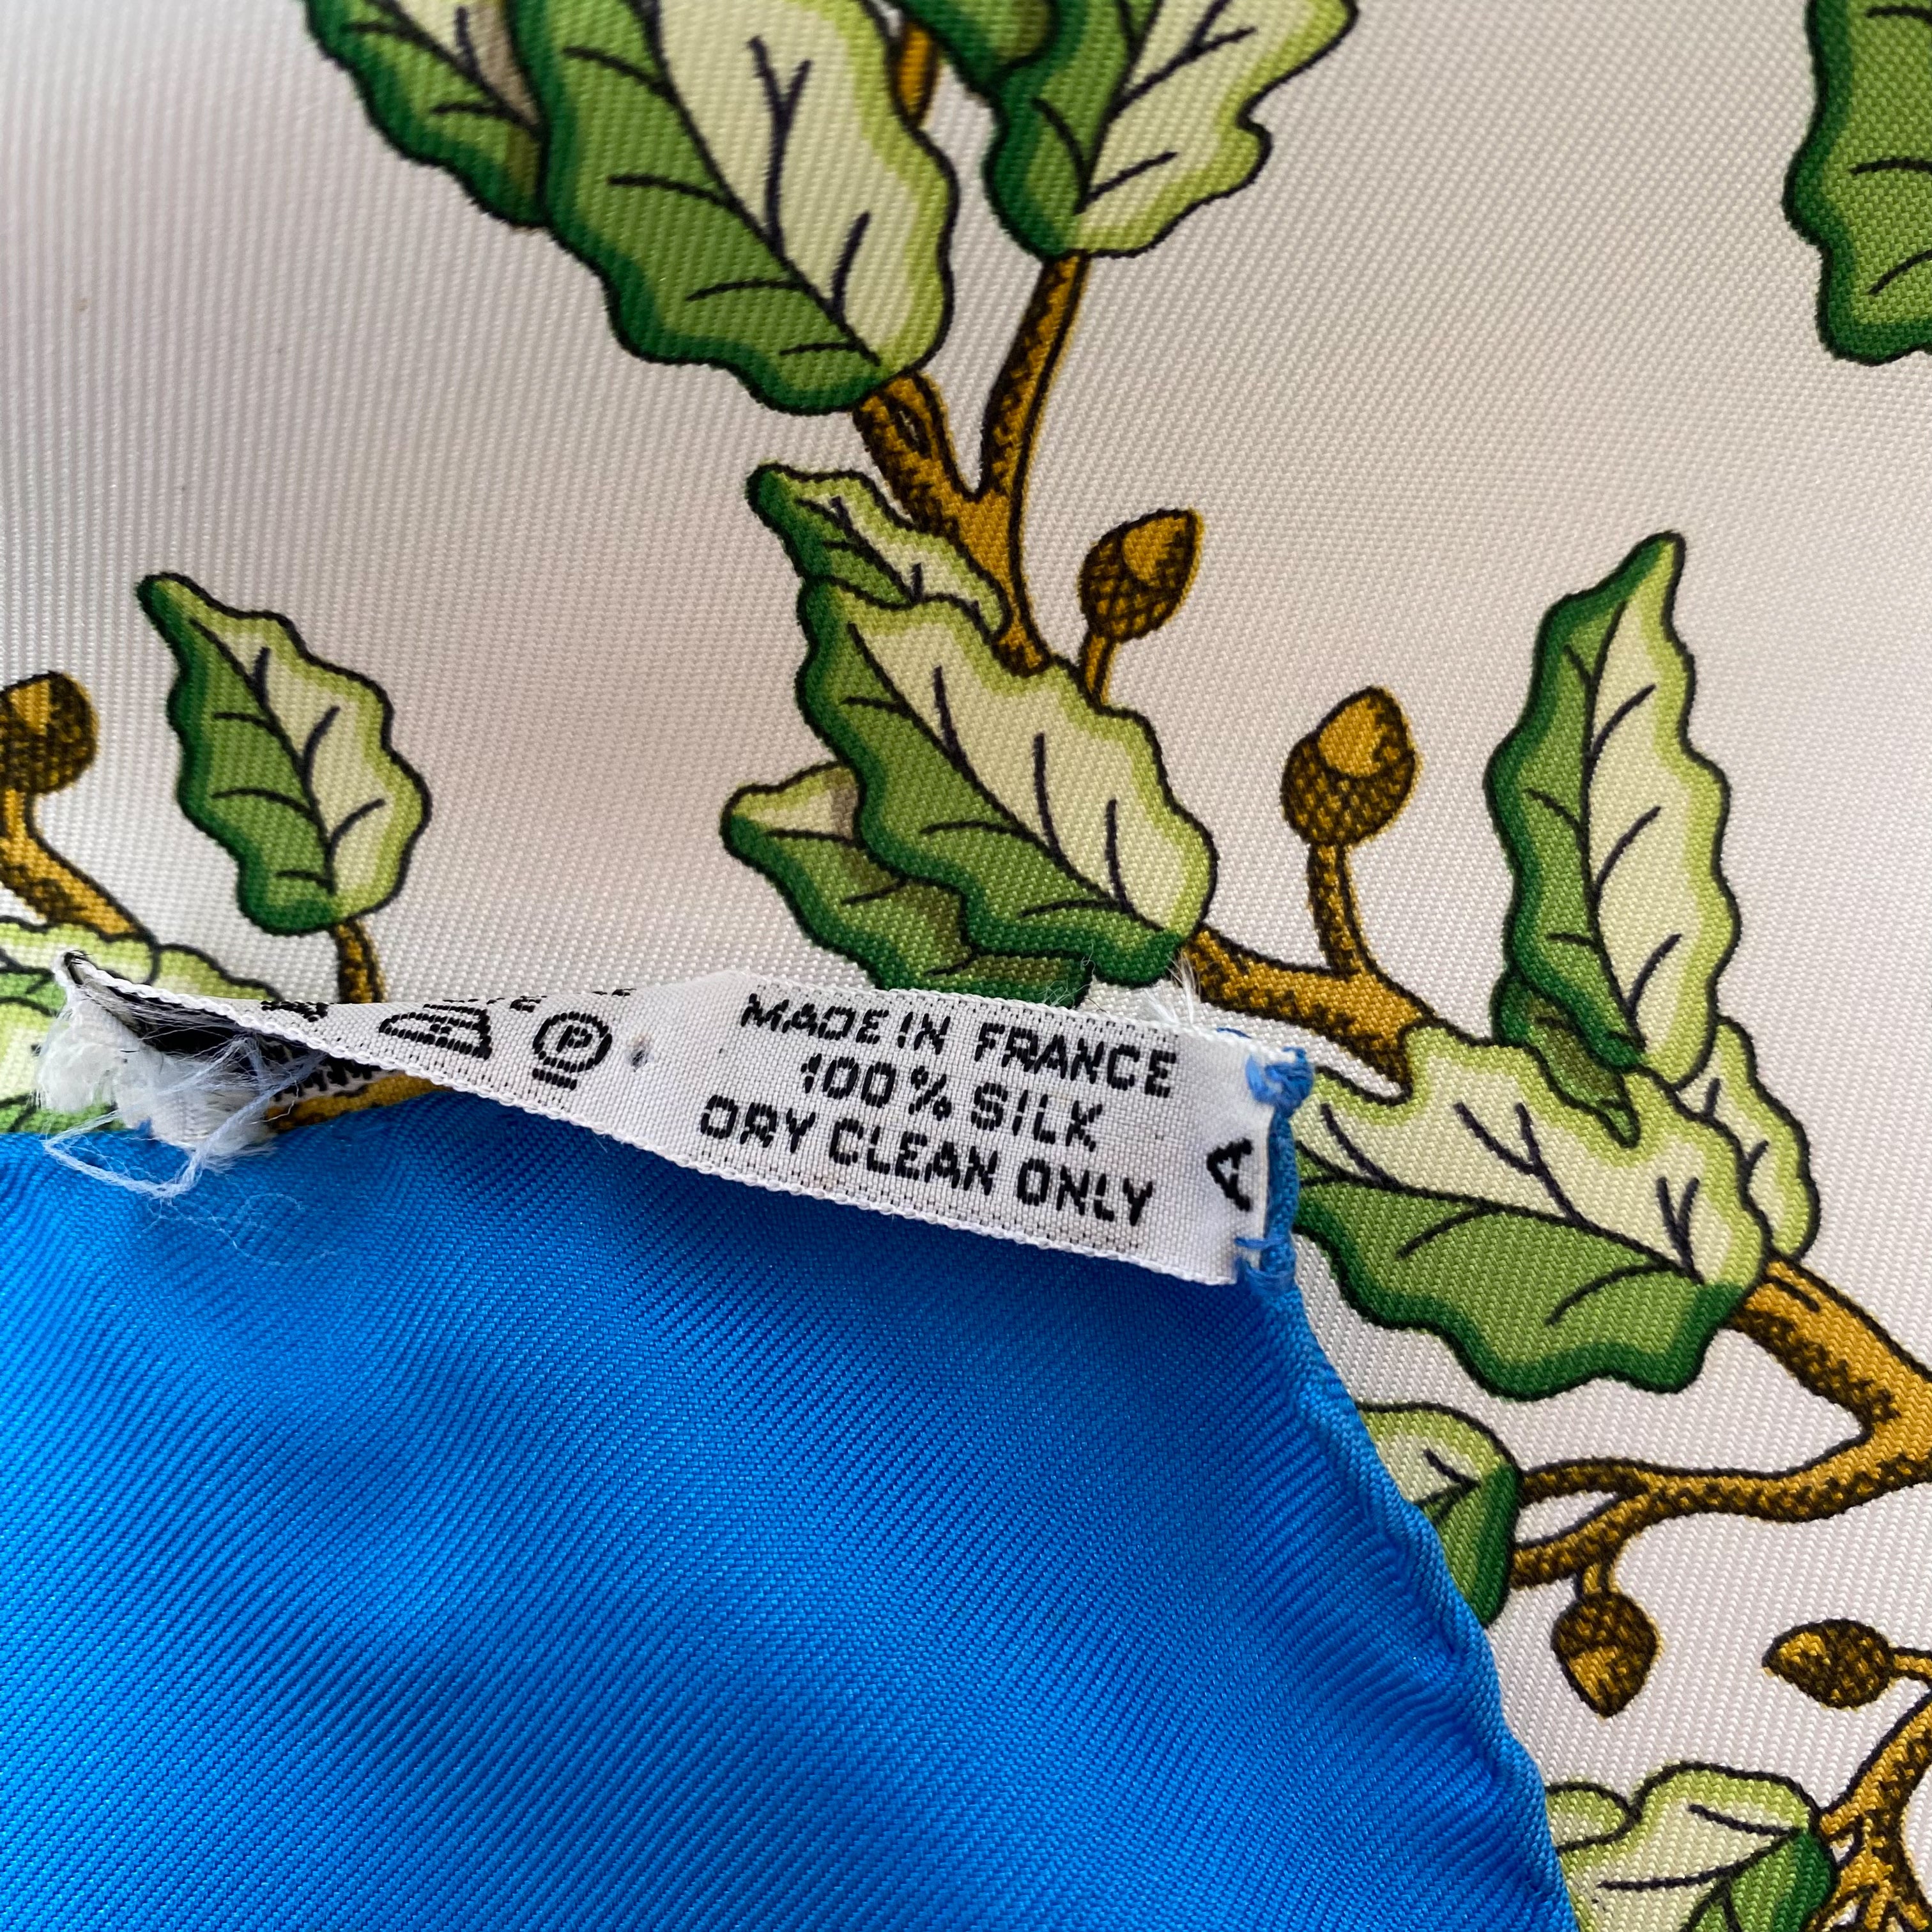 MADE IN FRANCE
100% SILK
DRY CLEAN ONLY
A
P